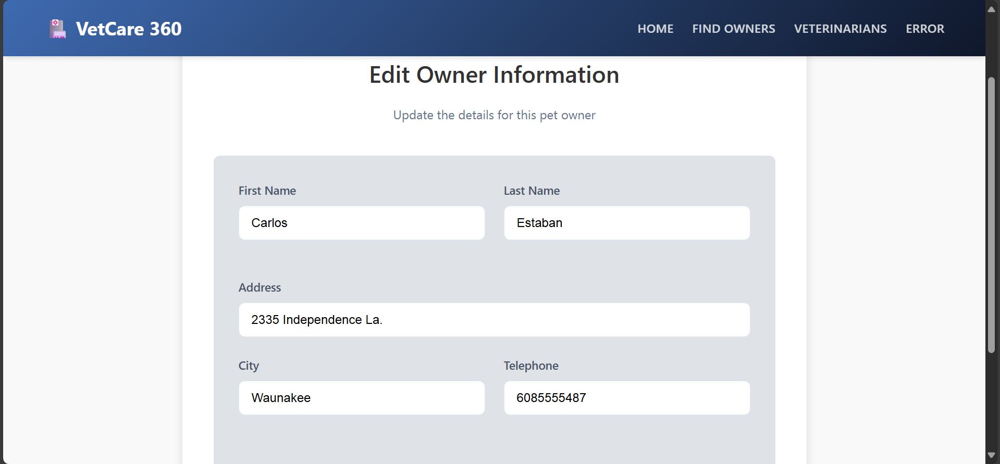 VetCare 360
HOME FIND OWNERS VETERINARIANS ERROR
Edit Owner Information
Update the details for this pet owner
First Name Last Name
Carlos Estaban
Address
2335 Independence La.
City Telephone
Waunakee 6085555487